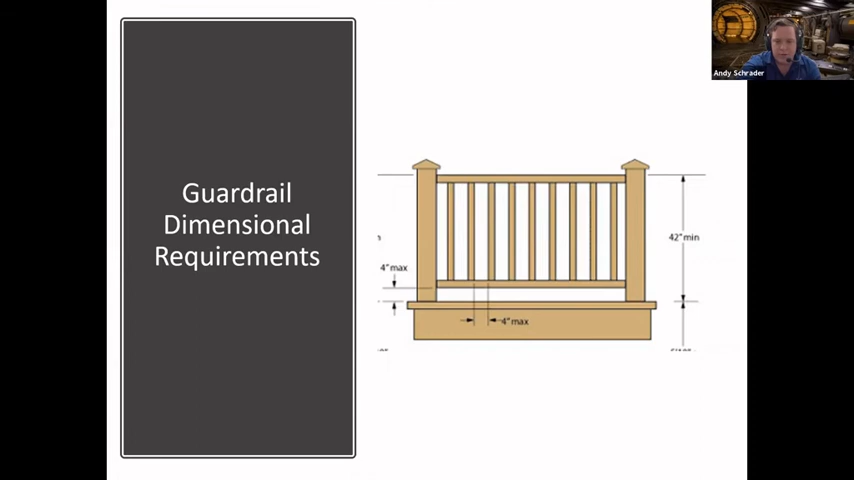 Andy Schrader
Guardrail
Dimensional
Requirements
42"min
4"max
4"max